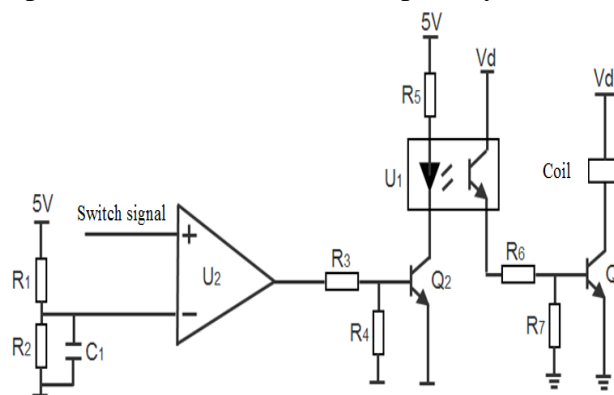 5V
Vd
R5
Vd
U1
Coil
5V
Switch signal
+
U2
R1
R3
R6
Q2
−
R2
C1
R4
R7